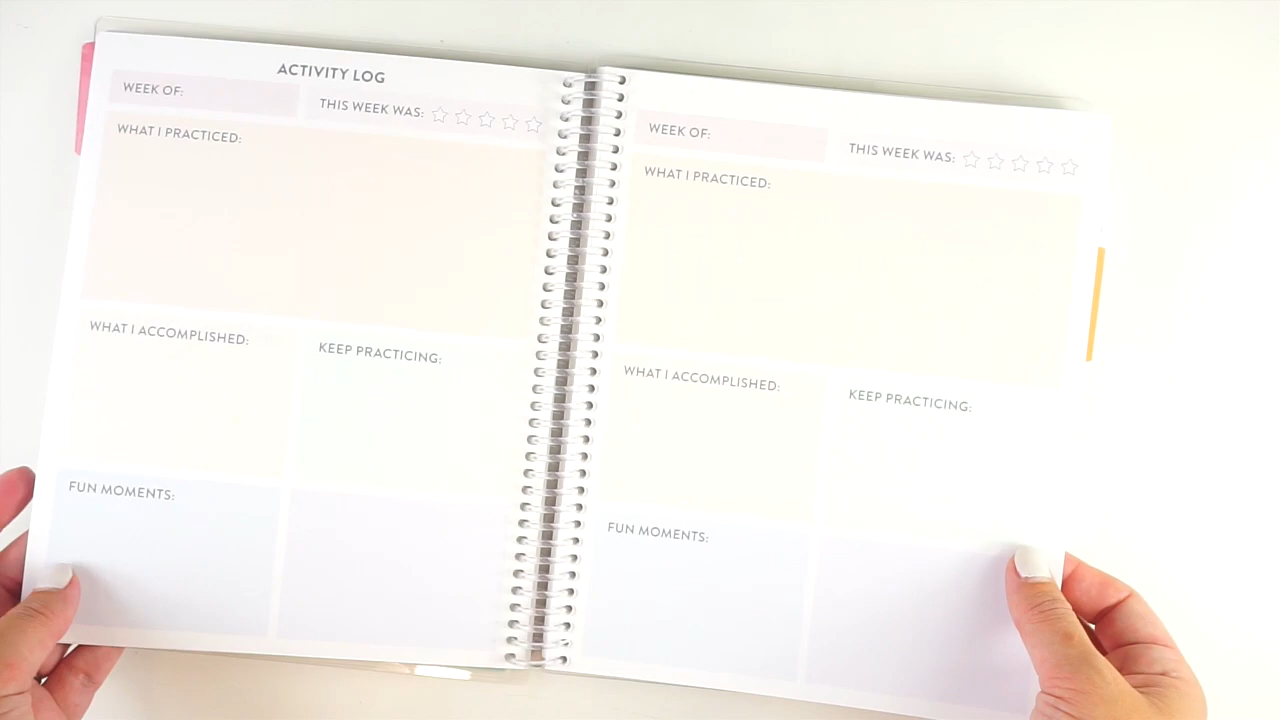 ACTIVITY LOG
WEEK OF:
THIS WEEK WAS:
WHAT I PRACTICED:
WHAT I ACCOMPLISHED:
KEEP PRACTICING:
FUN MOMENTS:
WEEK OF:
THIS WEEK WAS:
WHAT I PRACTICED:
WHAT I ACCOMPLISHED:
KEEP PRACTICING:
FUN MOMENTS: